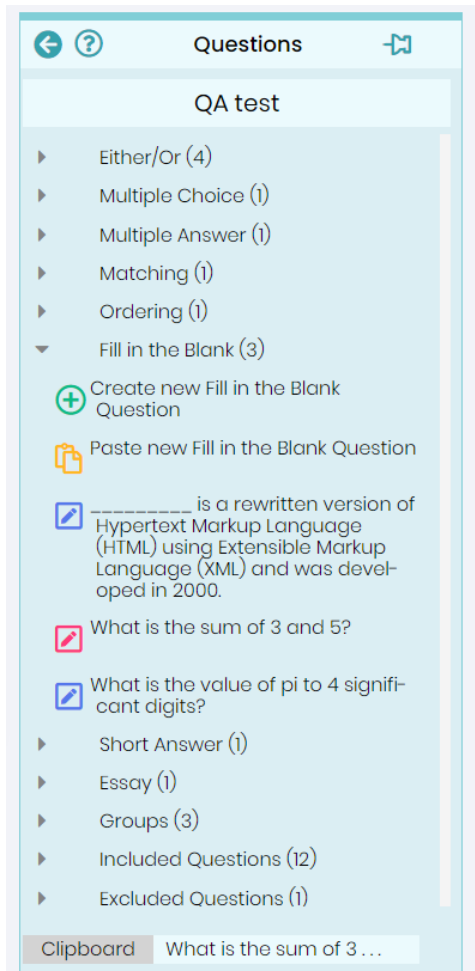 Questions
QA test
Either/Or (4)
Multiple Choice (1)
Multiple Answer (1)
Matching (1)
Ordering (1)
Fill in the Blank (3)
Create new Fill in the Blank
Question
Paste new Fill in the Blank Question
_________ is a rewritten version of
Hypertext Markup Language
(HTML) using Extensible Markup
Language (XML) and was devel-
oped in 2000.
What is the sum of 3 and 5?
What is the value of pi to 4 signifi-
cant digits?
Short Answer (1)
Essay (1)
Groups (3)
Included Questions (12)
Excluded Questions (1)
Clipboard What is the sum of 3 . . .